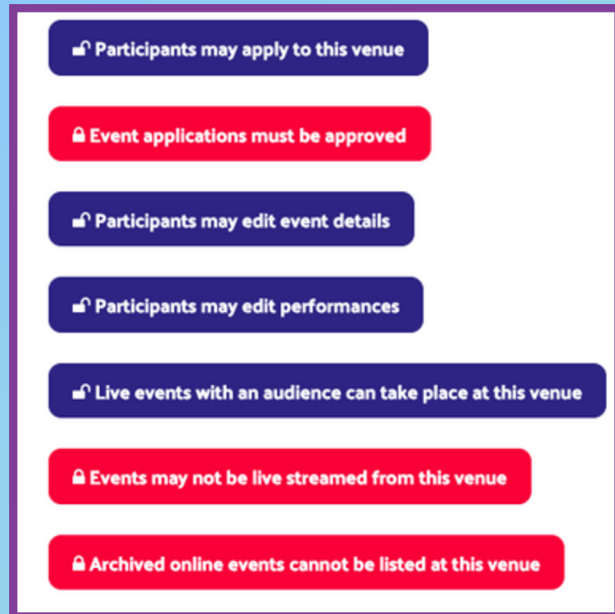 Participants may apply to this venue
Event applications must be approved
Participants may edit event details
Participants may edit performances
Live events with an audience can take place at this venue
Events may not be live streamed from this venue
Archived online events cannot be listed at this venue